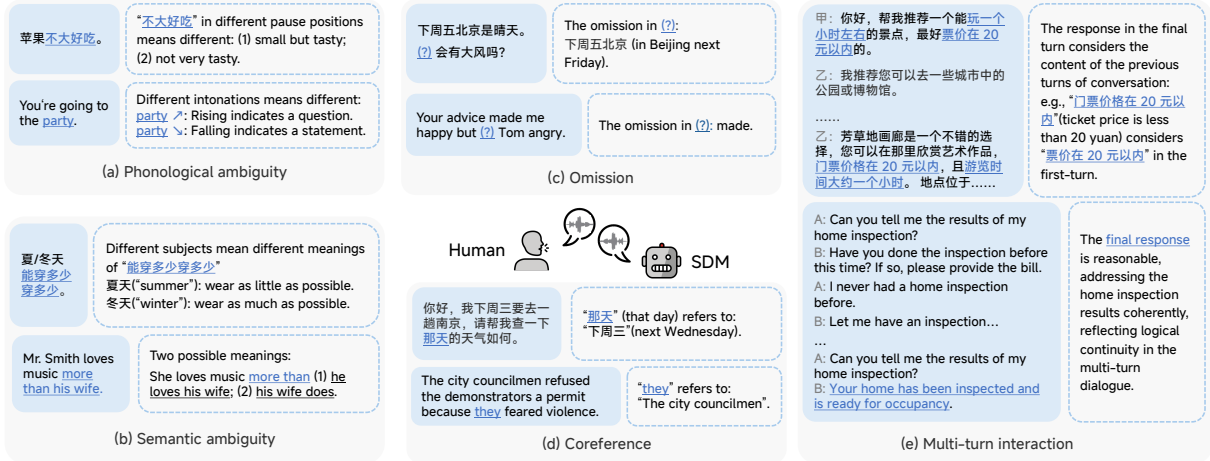 苹果不大好吃。
“不大好吃” in different pause positions
means different: (1) small but tasty;
(2) not very tasty.
You're going to
the party.
Different intonations means different:
party ↗: Rising indicates a question.
party ↘: Falling indicates a statement.
(a) Phonological ambiguity
夏/冬天
能穿多少
穿多少。
Different subjects mean different meanings
of “能穿多少穿多少”
夏天(“summer”): wear as little as possible.
冬天(“winter”): wear as much as possible.
Mr. Smith loves
music more
than his wife.
Two possible meanings:
She loves music more than (1) he
loves his wife; (2) his wife does.
(b) Semantic ambiguity
下周五北京是晴天。
(?) 会有大风吗?
The omission in (?):
下周五北京 (in Beijing next
Friday).
Your advice made me
happy but (?) Tom angry.
The omission in (?): made.
(c) Omission
Human
SDM
你好，我下周三要去一
趟南京，请帮我查一下
那天的天气如何。
“那天” (that day) refers to:
“下周三”(next Wednesday).
The city councilmen refused
the demonstrators a permit
because they feared violence.
“they” refers to:
“The city councilmen”.
(d) Coreference
甲: 你好，帮我推荐一个能玩一个
小时左右的景点，最好票价在 20
元以内的。
乙: 我推荐您可以去一些城市中的
公园或博物馆。
……
乙: 芳草地画廊是一个不错的选
择，您可以在那里欣赏艺术作品，
门票价格在 20 元以内，且游览时
间大约一个小时。 地点位于……
The response in the final
turn considers the
content of the previous
turns of conversation:
e.g., “门票价格在 20 元以
内”(ticket price is less
than 20 yuan) considers
“票价在 20 元以内” in the
first-turn.
A: Can you tell me the results of my
home inspection?
B: Have you done the inspection before
this time? If so, please provide the bill.
A: I never had a home inspection
before.
B: Let me have an inspection…
...
A: Can you tell me the results of my
home inspection?
B: Your home has been inspected and
is ready for occupancy.
The final response
is reasonable,
addressing the
home inspection
results coherently,
reflecting logical
continuity in the
multi-turn
dialogue.
(e) Multi-turn interaction